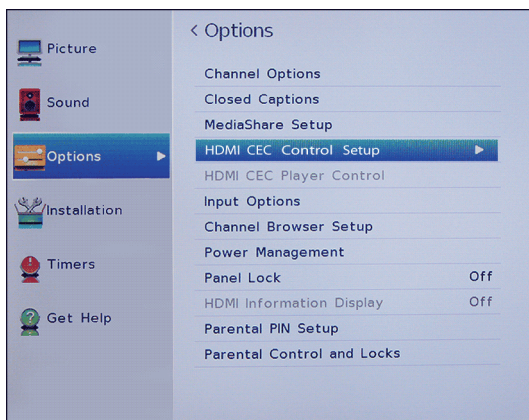 Options
Picture
Sound
Options
Installation
Timers
Get Help
Channel Options
Closed Captions
MediaShare Setup
HDMI CEC Control Setup
HDMI CEC Player Control
Input Options
Channel Browser Setup
Power Management
Panel Lock Off
HDMI Information Display Off
Parental PIN Setup
Parental Control and Locks